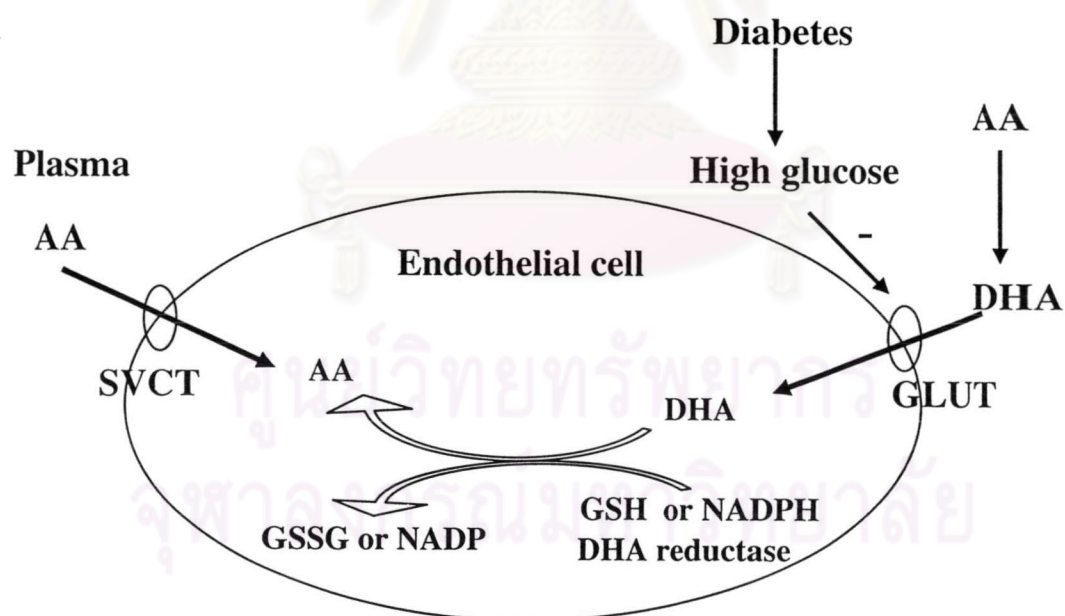 Diabetes
AA
Plasma
High glucose
AA
-
Endothelial cell
DHA
SVCT
AA
GLUT
DHA
GSH or NADPH
GSSG or NADP
DHA reductase
ศูนย์วิทยทรัพยากร
จุฬาลงกรณ์มหาวิทยาลัย